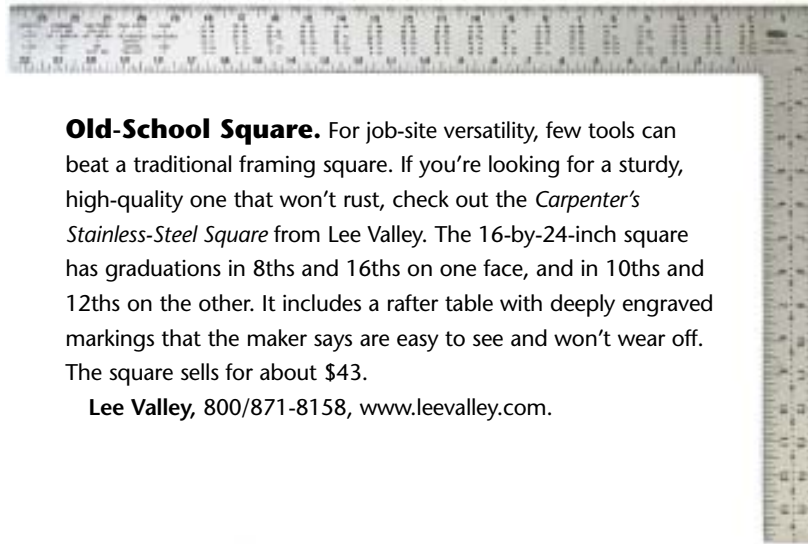 Old-School Square. For job-site versatility, few tools can
beat a traditional framing square. If you’re looking for a sturdy,
high-quality one that won’t rust, check out the Carpenter’s
Stainless-Steel Square from Lee Valley. The 16-by-24-inch square
has graduations in 8ths and 16ths on one face, and in 10ths and
12ths on the other. It includes a rafter table with deeply engraved
markings that the maker says are easy to see and won’t wear off.
The square sells for about $43.
Lee Valley, 800/871-8158, www.leevalley.com.